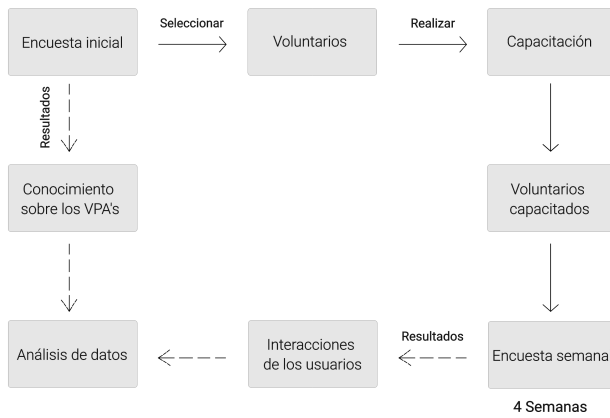 Encuesta inicial
Seleccionar
Voluntarios
Realizar
Capacitación
Resultados
Conocimiento
sobre los VPA's
Voluntarios
capacitados
Análisis de datos
Interacciones
de los usuarios
Resultados
Encuesta semana
4 Semanas